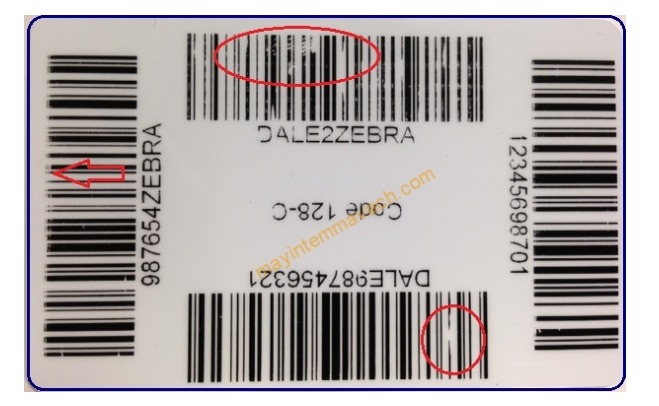 DALE2ZEBRA
987654ZEBRA
12345698701
Code 128-C
mayintemmavach.com
DALE987456321